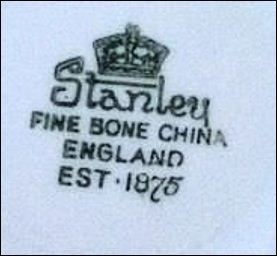 Stanley
FINE BONE CHINA
ENGLAND
EST·1875